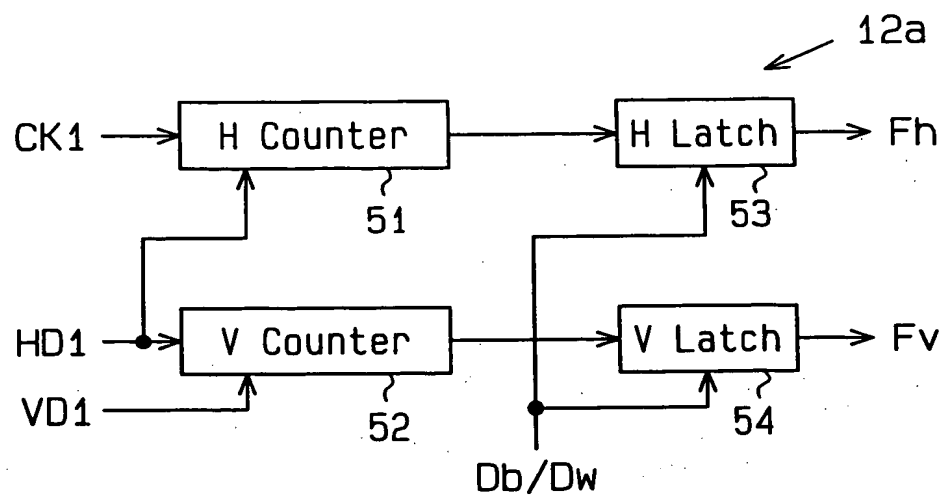 12a
CK1
H Counter
H Latch
Fh
51
53
HD1
V Counter
V Latch
Fv
VD1
52
54
Db/Dw